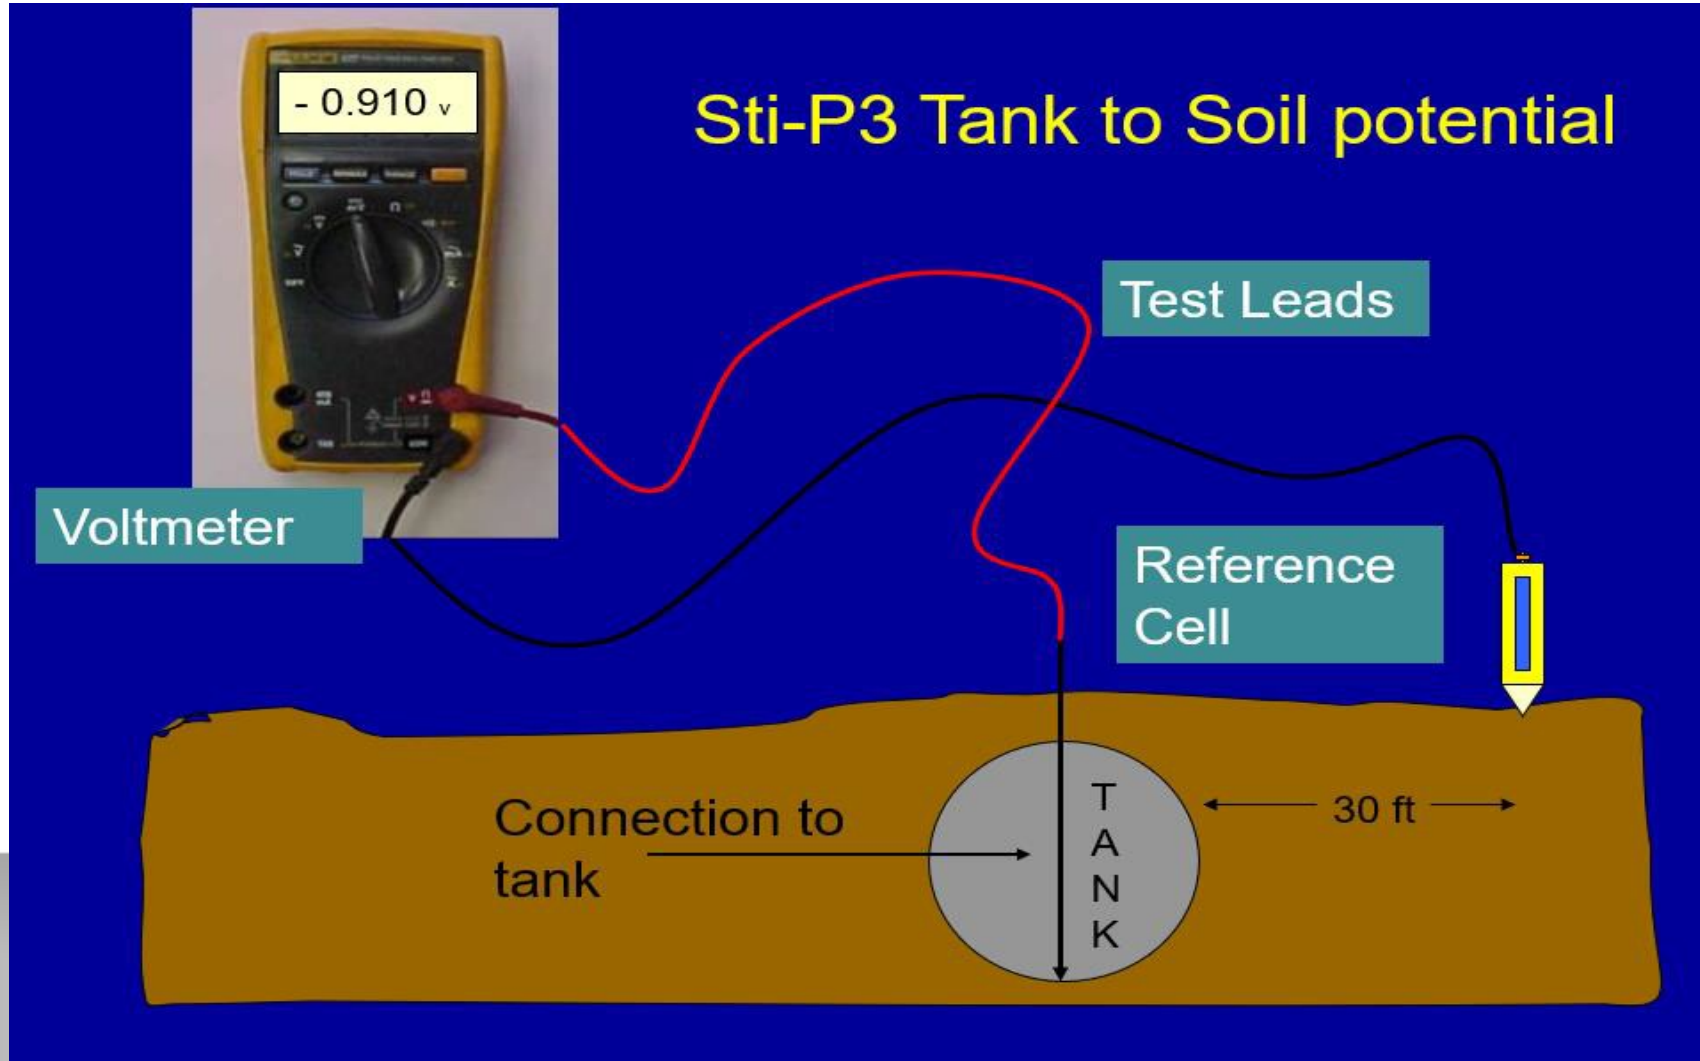 - 0.910 v
Sti-P3 Tank to Soil potential
Test Leads
Voltmeter
Reference
Cell
Connection to
tank
T
A
N
K
30 ft